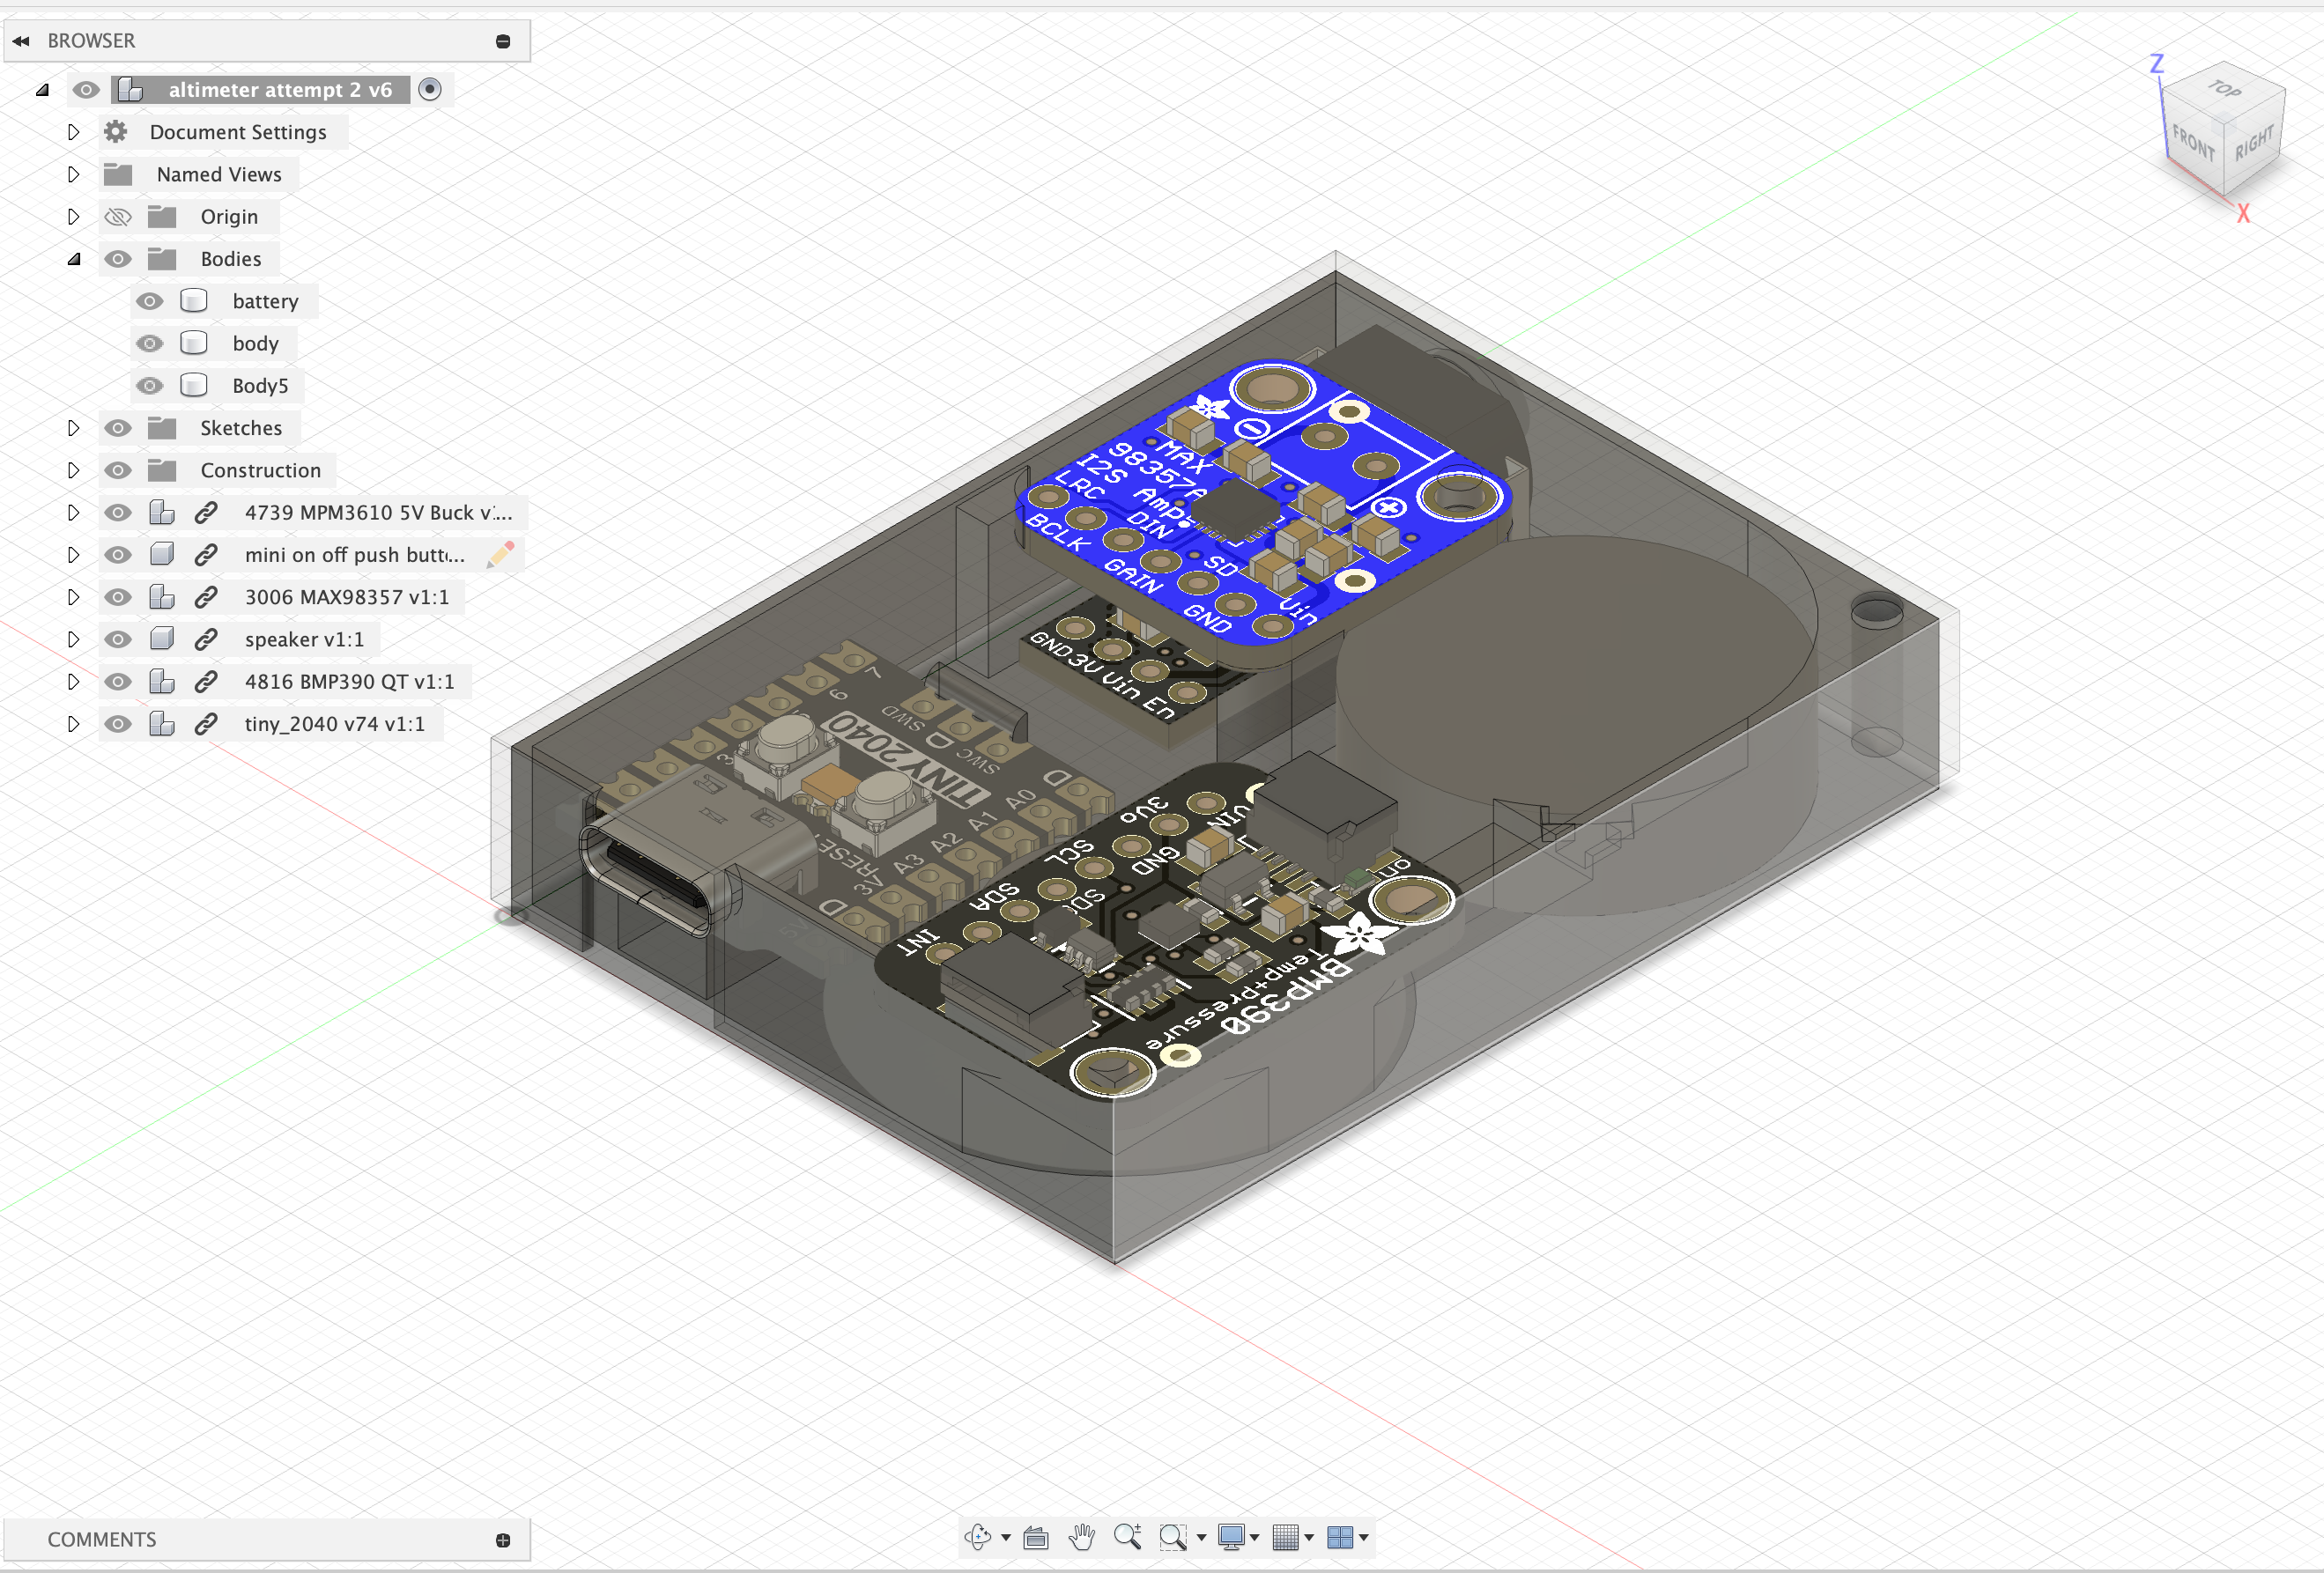 BROWSER
altimeter attempt 2 v6
Document Settings
Named Views
Origin
Bodies
battery
body
Body5
Sketches
Construction
4739 MPM3610 5V Buck v:...
mini on off push butt‹...
3006 MAX98357 v1:1
speaker v1:1
4816 BMP390 QT v1:1
tiny_2040 v74 v1:1
COMMENTS
Z
TOP
FRONT
RIGHT
X
MAX
98357A
I2S Amp
LRC
BCLK
DIN
GAIN
SD
GND
Vin
GND
3V
Vin
En
7
6
SWD
D
SWC
TINY2040
3
D
A0
A1
A2
A3
RESET
3V
D
VIN
3Vo
GND
SCL
SDA
INT
on
BMP390
Temp+Pressure